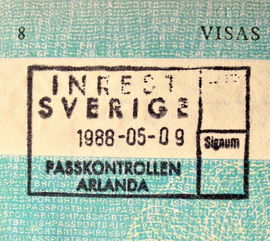 8 VISAS
INREST
SVERIGE
1988-05-09
Signum
PASSKONTROLLEN
ARLANDA